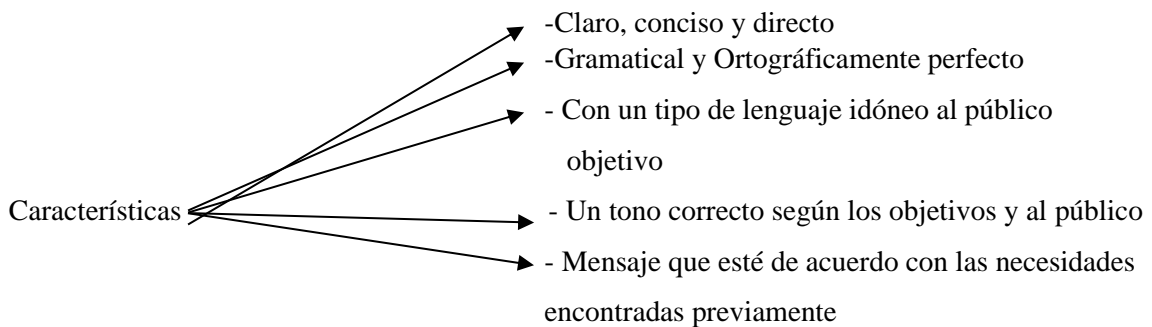 -Claro, conciso y directo
-Gramatical y Ortográficamente perfecto
- Con un tipo de lenguaje idóneo al público
objetivo
Características
- Un tono correcto según los objetivos y al público
- Mensaje que esté de acuerdo con las necesidades
encontradas previamente